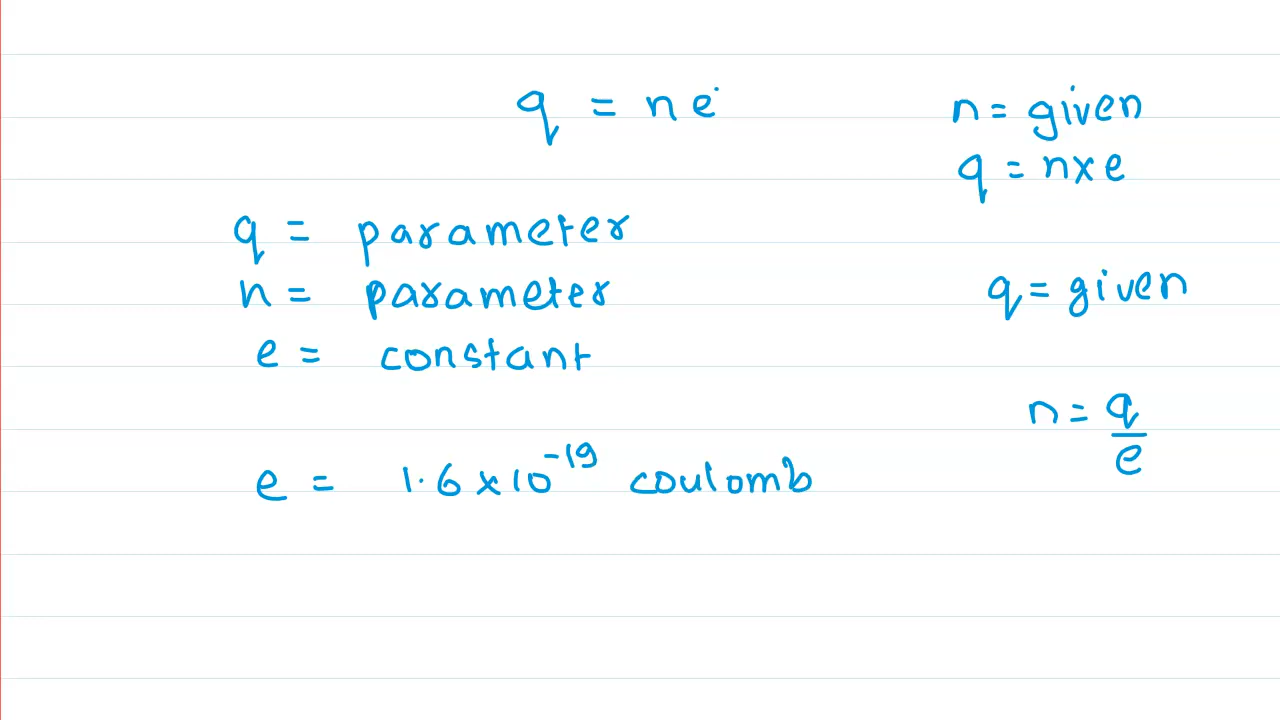 q = ne
q = parameter
n = parameter
e = constant
e = 1.6 × 10⁻¹⁹ coulomb
n = given
q = n×e
q = given
n = q/e